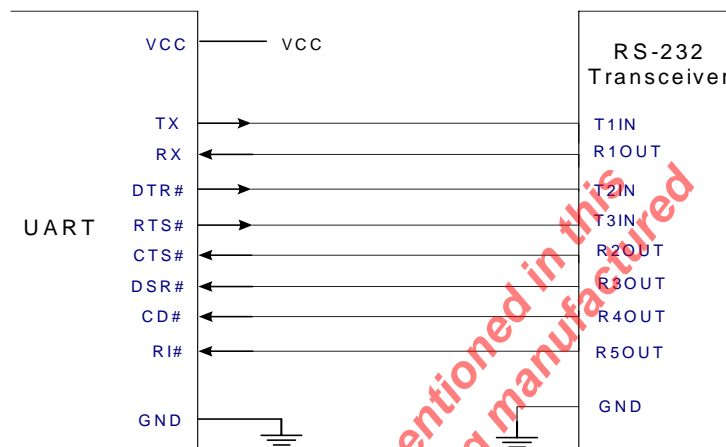 VCC VCC
RS-232
Transceiver
TX T1IN
RX R1OUT
DTR# T2IN
UART
RTS# T3IN
CTS# R2OUT
DSR# R3OUT
CD# R4OUT
RI# R5OUT
GND GND
mentioned in this
manufactured